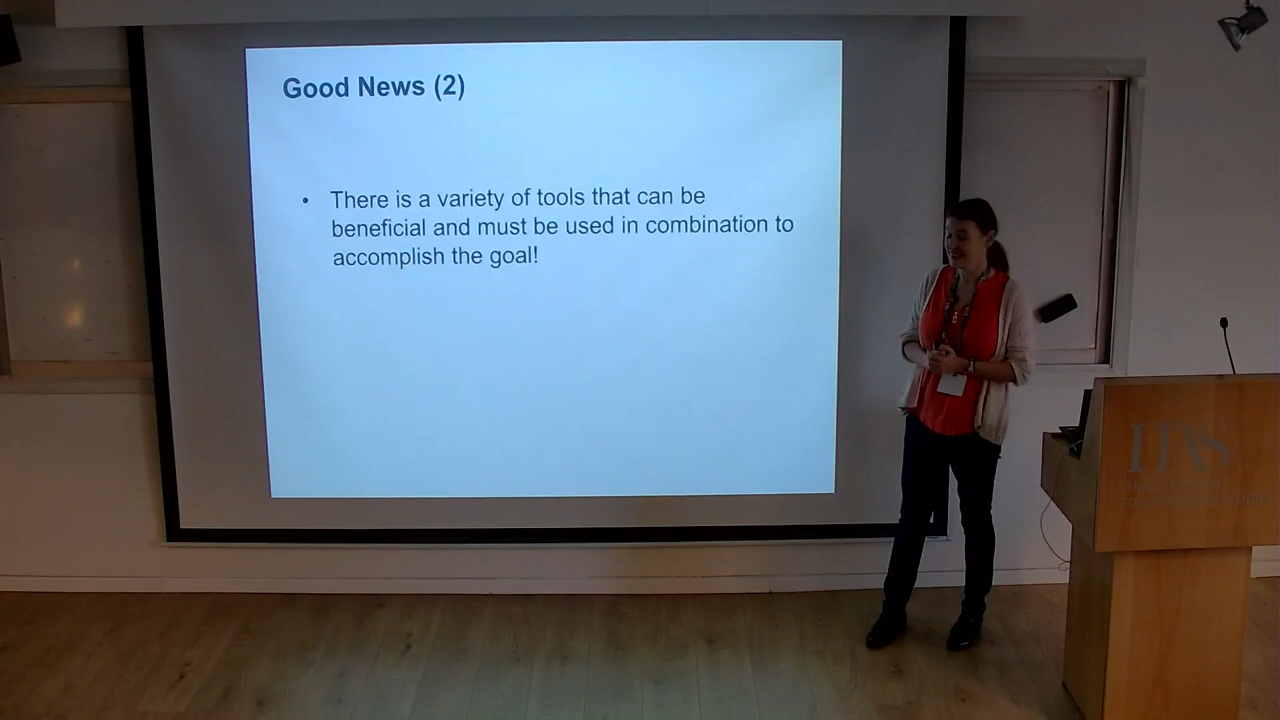 Good News (2)
• There is a variety of tools that can be
beneficial and must be used in combination to
accomplish the goal!
IIAS